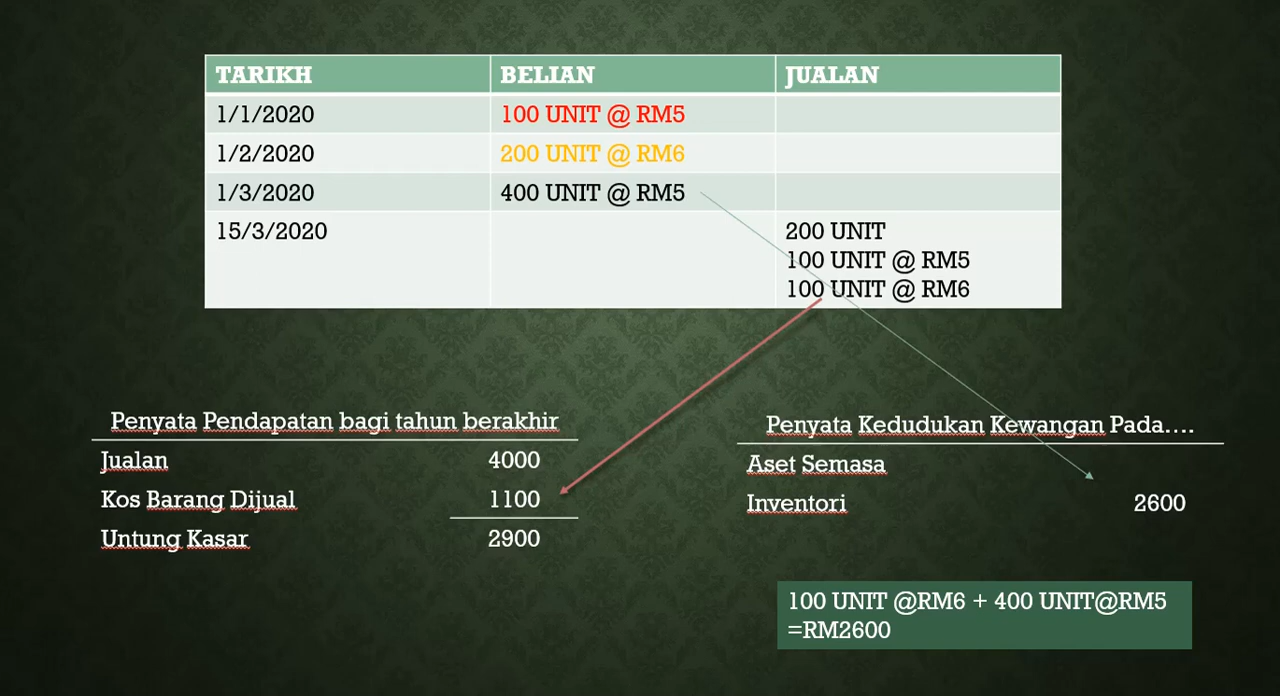 TARIKH BELIAN JUALAN
1/1/2020 100 UNIT @ RM5
1/2/2020 200 UNIT @ RM6
1/3/2020 400 UNIT @ RM5
15/3/2020 200 UNIT
100 UNIT @ RM5
100 UNIT @ RM6
Penyata Pendapatan bagi tahun berakhir
Jualan 4000
Kos Barang Dijual 1100
Untung Kasar 2900
Penyata Kedudukan Kewangan Pada....
Aset Semasa
Inventori 2600
100 UNIT @RM6 + 400 UNIT@RM5
=RM2600